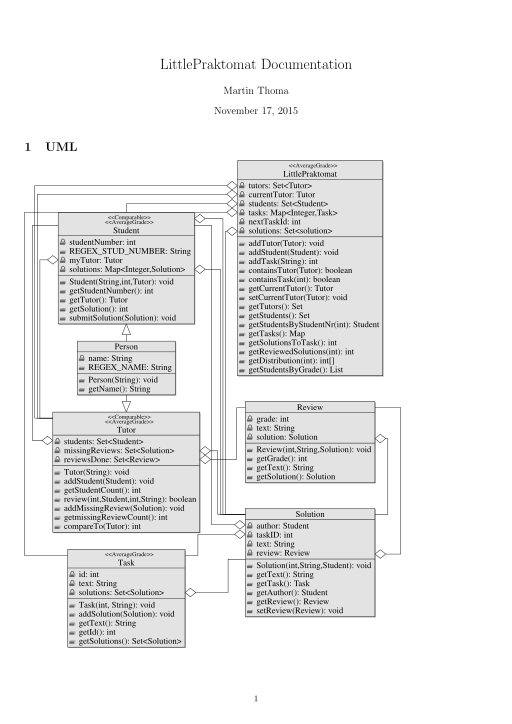 LittlePraktomat Documentation
Martin Thoma
November 17, 2015
1 UML
<<AverageGrade>>
LittlePraktomat
tutors: Set<Tutor>
currentTutor: Tutor
students: Set<Student>
tasks: Map<Integer,Task>
nextTaskId: int
solutions: Set<solution>
addTutor(Tutor): void
addStudent(Student): void
addTask(String): int
containsTutor(Tutor): boolean
containsTask(int): boolean
getCurrentTutor(): Tutor
setCurrentTutor(Tutor): void
getTutors(): Set
getStudents(): Set
getStudentsByStudentNr(int): Student
getTasks(): Map
getSolutionsToTask(): int
getReviewedSolutions(int): int
getDistribution(int): int[]
getStudentsByGrade(): List
<<Comparable>>
<<AverageGrade>>
Student
studentNumber: int
REGEX_STUD_NUMBER: String
myTutor: Tutor
solutions: Map<Integer,Solution>
Student(String,int,Tutor): void
getStudentNumber(): int
getTutor(): Tutor
getSolution(): int
submitSolution(Solution): void
Person
name: String
REGEX_NAME: String
Person(String): void
getName(): String
<<Comparable>>
<<AverageGrade>>
Tutor
students: Set<Student>
missingReviews: Set<Solution>
reviewsDone: Set<Review>
Tutor(String): void
addStudent(Student): void
getStudentCount(): int
review(int,Student,int,String): boolean
addMissingReview(Solution): void
getmissingReviewCount(): int
compareTo(Tutor): int
Review
grade: int
text: String
solution: Solution
Review(int,String,Solution): void
getGrade(): int
getText(): String
getSolution(): Solution
Solution
author: Student
taskID: int
text: String
review: Review
Solution(int,String,Student): void
getText(): String
getTask(): Task
getAuthor(): Student
getReview(): Review
setReview(Review): void
<<AverageGrade>>
Task
id: int
text: String
solutions: Set<Solution>
Task(int, String): void
addSolution(Solution): void
getText(): String
getId(): int
getSolutions(): Set<Solution>
1